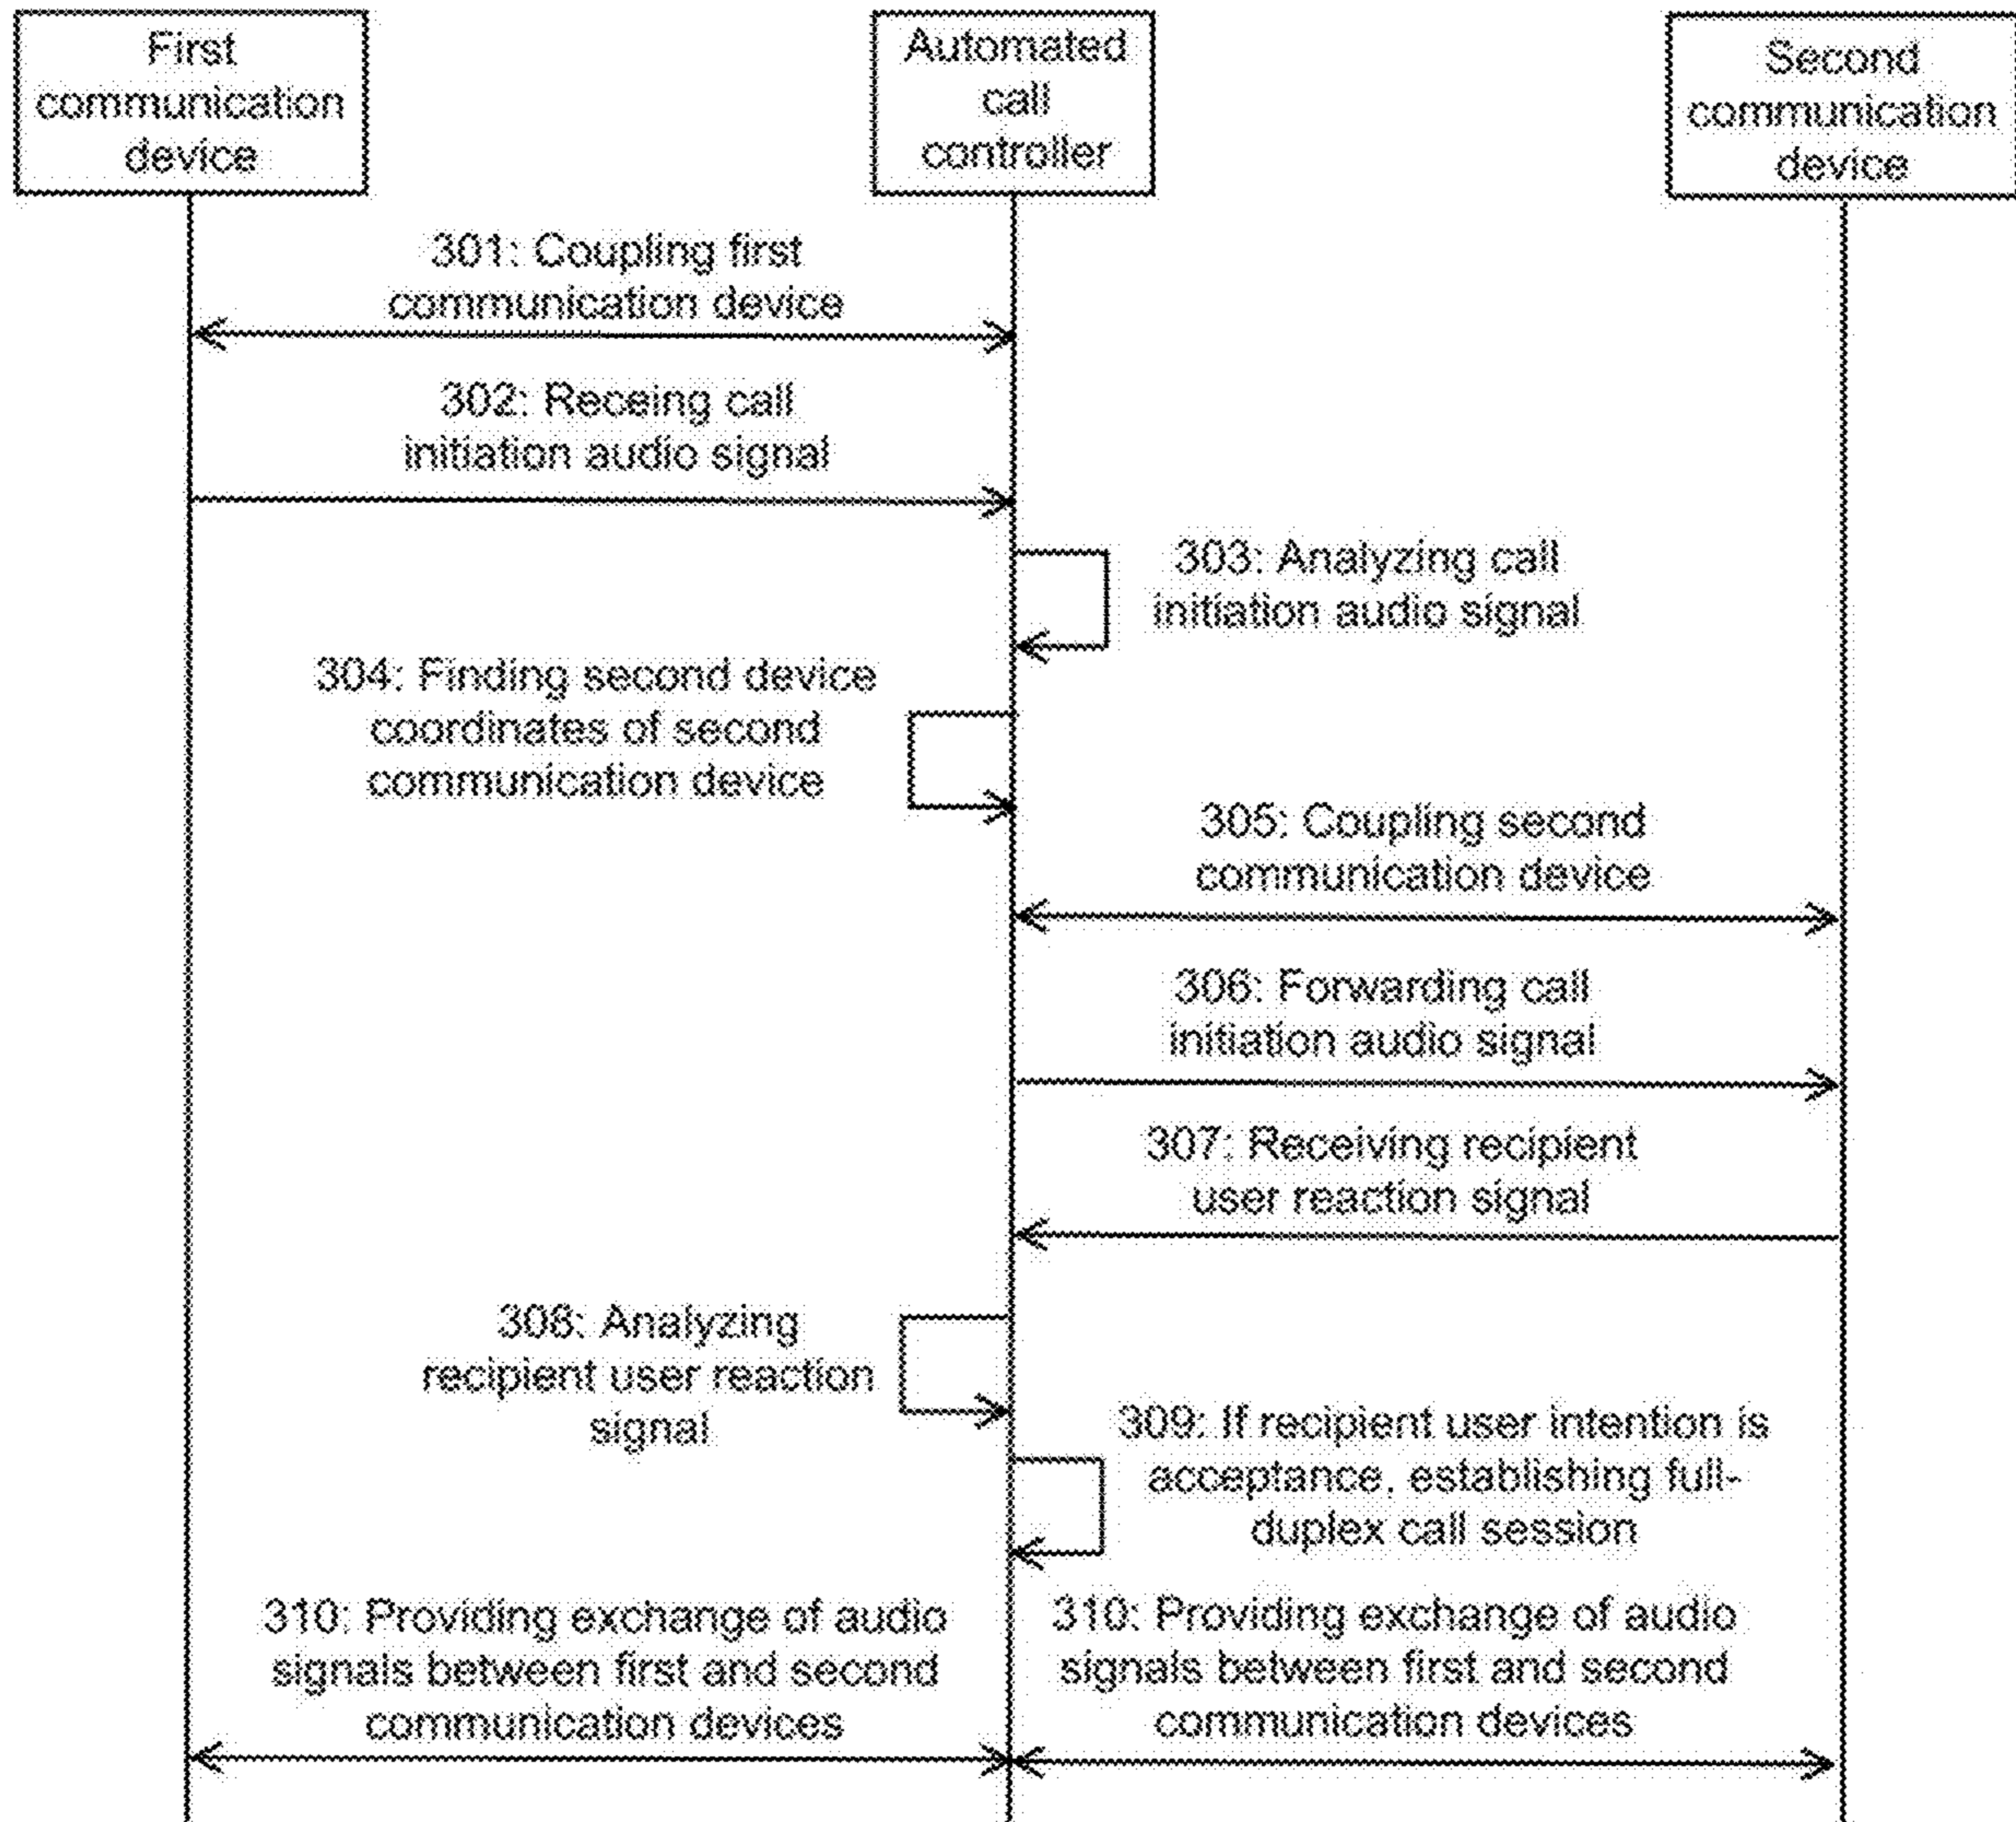 First
communication
device
Automated
call
controller
Second
communication
device
301: Coupling first
communication device
302: Receing call
initiation audio signal
303: Analyzing call
initiation audio signal
304: Finding second device
coordinates of second
communication device
305: Coupling second
communication device
306: Forwarding call
initiation audio signal
307: Receiving recipient
user reaction signal
308: Analyzing
recipient user reaction
signal
309: If recipient user intention is
acceptance, establishing full-
duplex call session
310: Providing exchange of audio
signals between first and second
communication devices
310: Providing exchange of audio
signals between first and second
communication devices